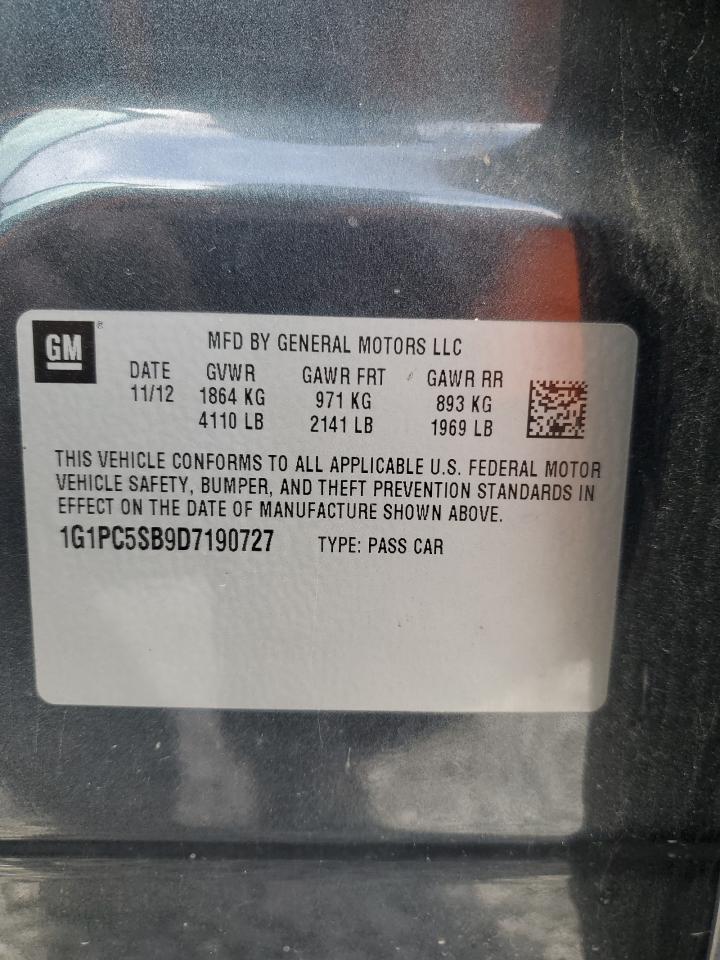 GM ®
MFD BY GENERAL MOTORS LLC
DATE GVWR GAWR FRT GAWR RR
11/12 1864 KG 971 KG 893 KG
4110 LB 2141 LB 1969 LB
THIS VEHICLE CONFORMS TO ALL APPLICABLE U.S. FEDERAL MOTOR
VEHICLE SAFETY, BUMPER, AND THEFT PREVENTION STANDARDS IN
EFFECT ON THE DATE OF MANUFACTURE SHOWN ABOVE.
1G1PC5SB9D7190727 TYPE: PASS CAR